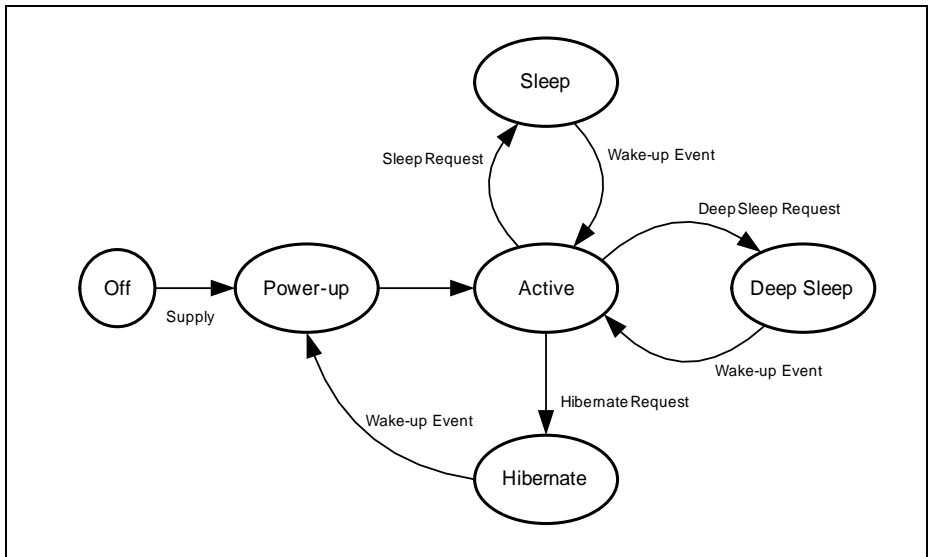 Sleep
Sleep Request
Wake-up Event
Deep Sleep Request
Off
Supply
Power-up
Active
Deep Sleep
Wake-up Event
Hibernate Request
Wake-up Event
Hibernate